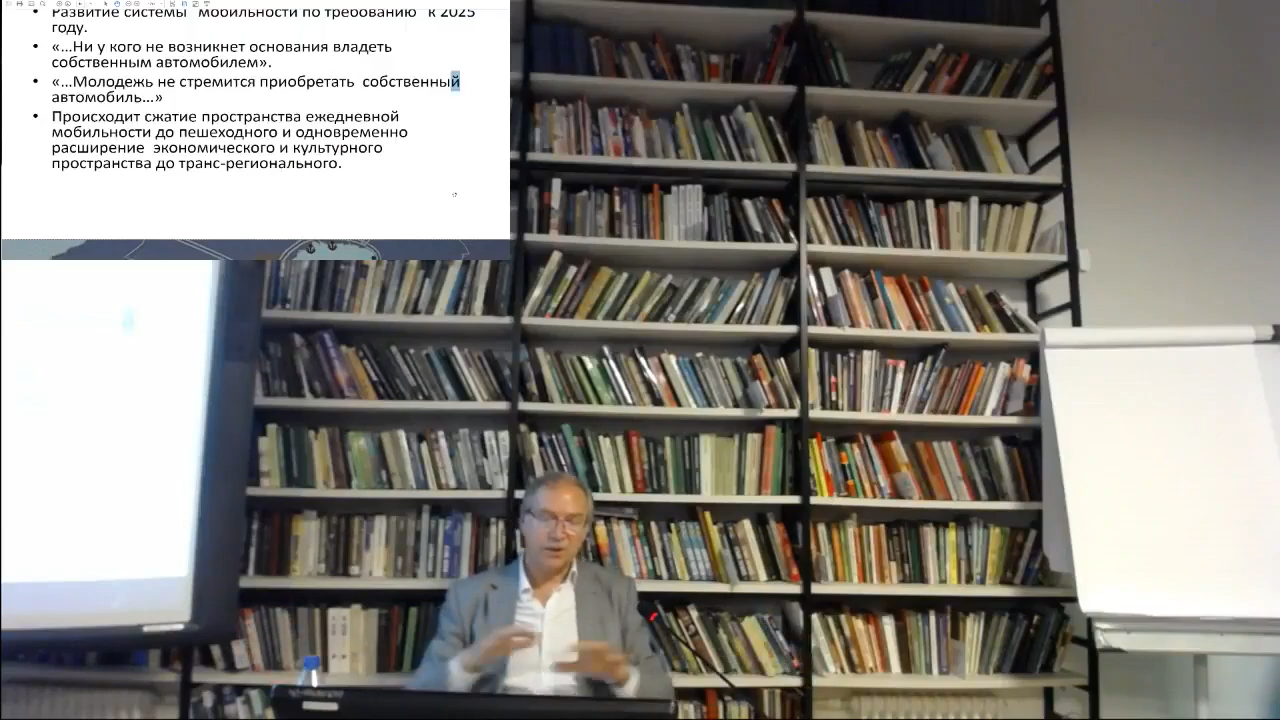 Развитие системы "мобильности по требованию" к 2025
году.
• «…Ни у кого не возникнет основания владеть
собственным автомобилем».
• «…Молодежь не стремится приобретать собственный
автомобиль…»
• Происходит сжатие пространства ежедневной
мобильности до пешеходного и одновременно
расширение экономического и культурного
пространства до транс-регионального.